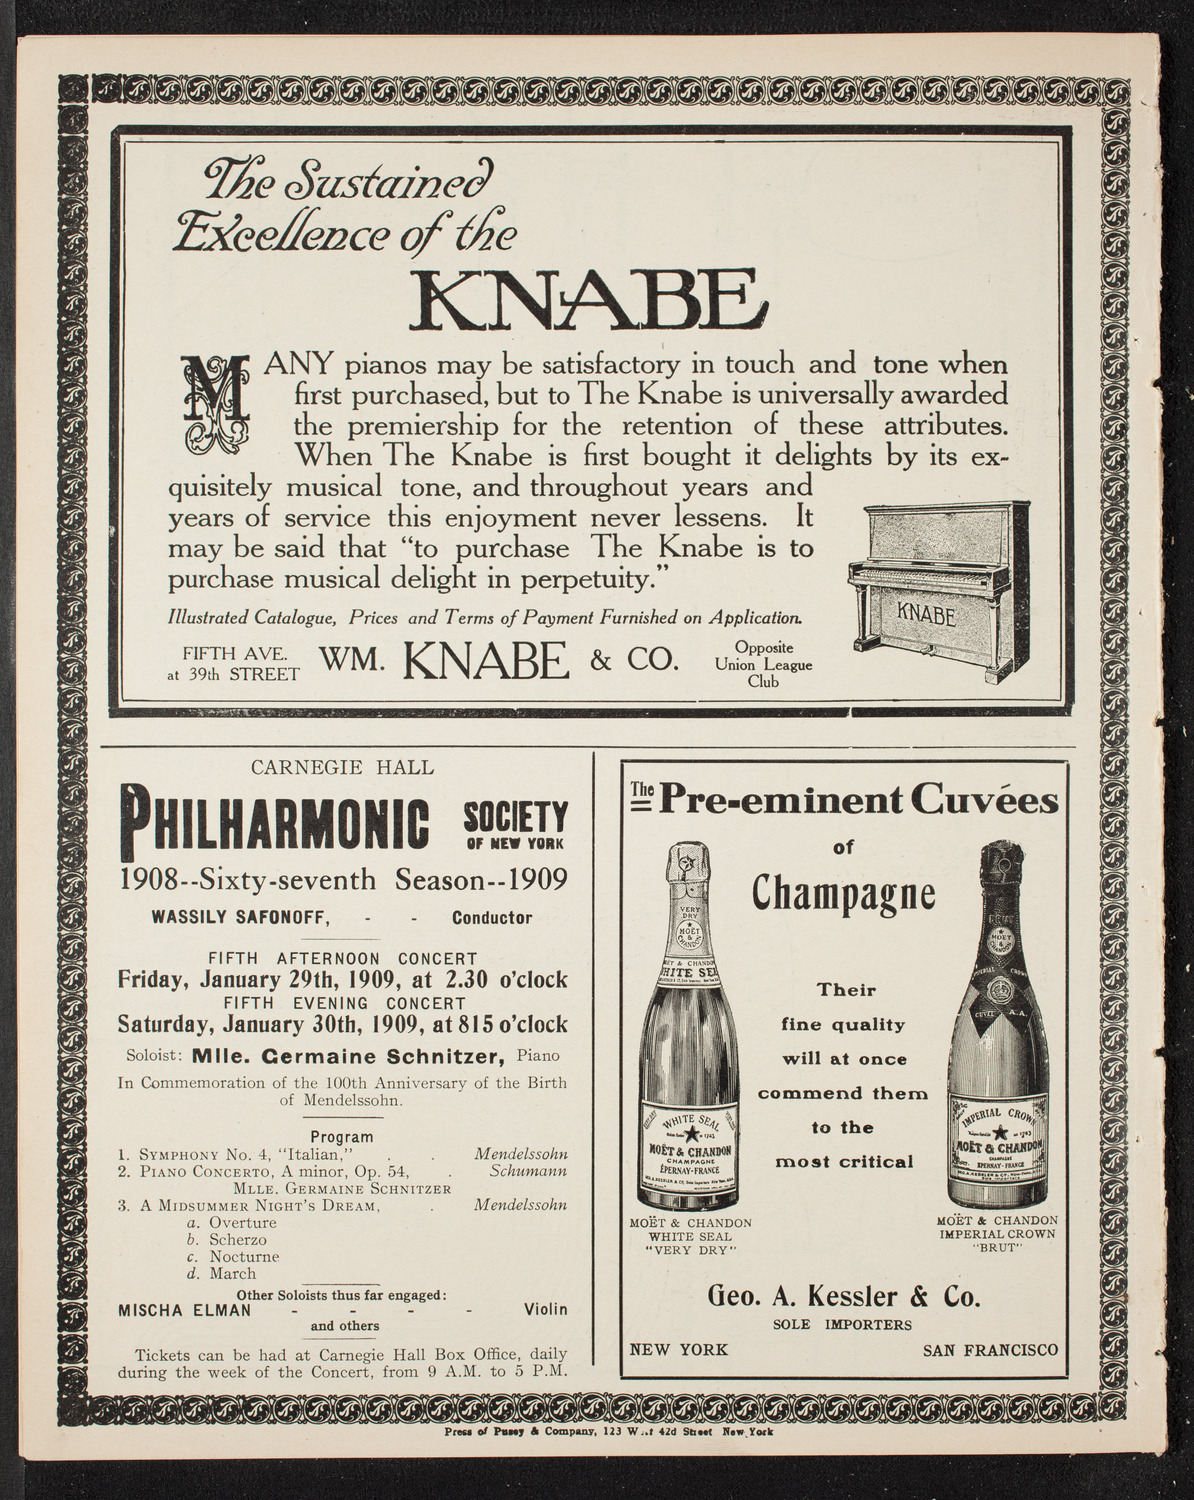 The Sustained
Excellence of the
KNABE
MANY pianos may be satisfactory in touch and tone when
first purchased, but to The Knabe is universally awarded
the premiership for the retention of these attributes.
When The Knabe is first bought it delights by its ex-
quisitely musical tone, and throughout years and
years of service this enjoyment never lessens. It
may be said that “to purchase The Knabe is to
purchase musical delight in perpetuity.”
KNABE
Illustrated Catalogue, Prices and Terms of Payment Furnished on Application.
FIFTH AVE.
at 39th STREET
WM. KNABE & CO.
Opposite
Union League
Club
CARNEGIE HALL
PHILHARMONIC SOCIETY
OF NEW YORK
1908--Sixty-seventh Season--1909
WASSILY SAFONOFF, - - Conductor
FIFTH AFTERNOON CONCERT
Friday, January 29th, 1909, at 2.30 o'clock
FIFTH EVENING CONCERT
Saturday, January 30th, 1909, at 815 o'clock
Soloist: Mlle. Germaine Schnitzer, Piano
In Commemoration of the 100th Anniversary of the Birth
of Mendelssohn.
Program
1. SYMPHONY No. 4, “Italian,” . . Mendelssohn
2. PIANO CONCERTO, A minor, Op. 54, . Schumann
MLLE. GERMAINE SCHNITZER
3. A MIDSUMMER NIGHT'S DREAM, . Mendelssohn
a. Overture
b. Scherzo
c. Nocturne
d. March
Other Soloists thus far engaged:
MISCHA ELMAN - - - - Violin
and others
Tickets can be had at Carnegie Hall Box Office, daily
during the week of the Concert, from 9 A.M. to 5 P.M.
The Pre-eminent Cuvées
of
Champagne
Their
fine quality
will at once
commend them
to the
most critical
VERY
DRY
MOËT
&
CHANDON
WHITE SEAL
MOËT & CHANDON
CHAMPAGNE
ÉPERNAY-FRANCE
MOËT & CHANDON
WHITE SEAL
"VERY DRY"
BRUT
MOËT
&
CUVÉE A.A.
IMPERIAL CROWN
MOËT & CHANDON
CHAMPAGNE
ÉPERNAY-FRANCE
MOËT & CHANDON
IMPERIAL CROWN
"BRUT"
Geo. A. Kessler & Co.
SOLE IMPORTERS
NEW YORK SAN FRANCISCO
Press of Pusey & Company, 123 W 42d Street New York